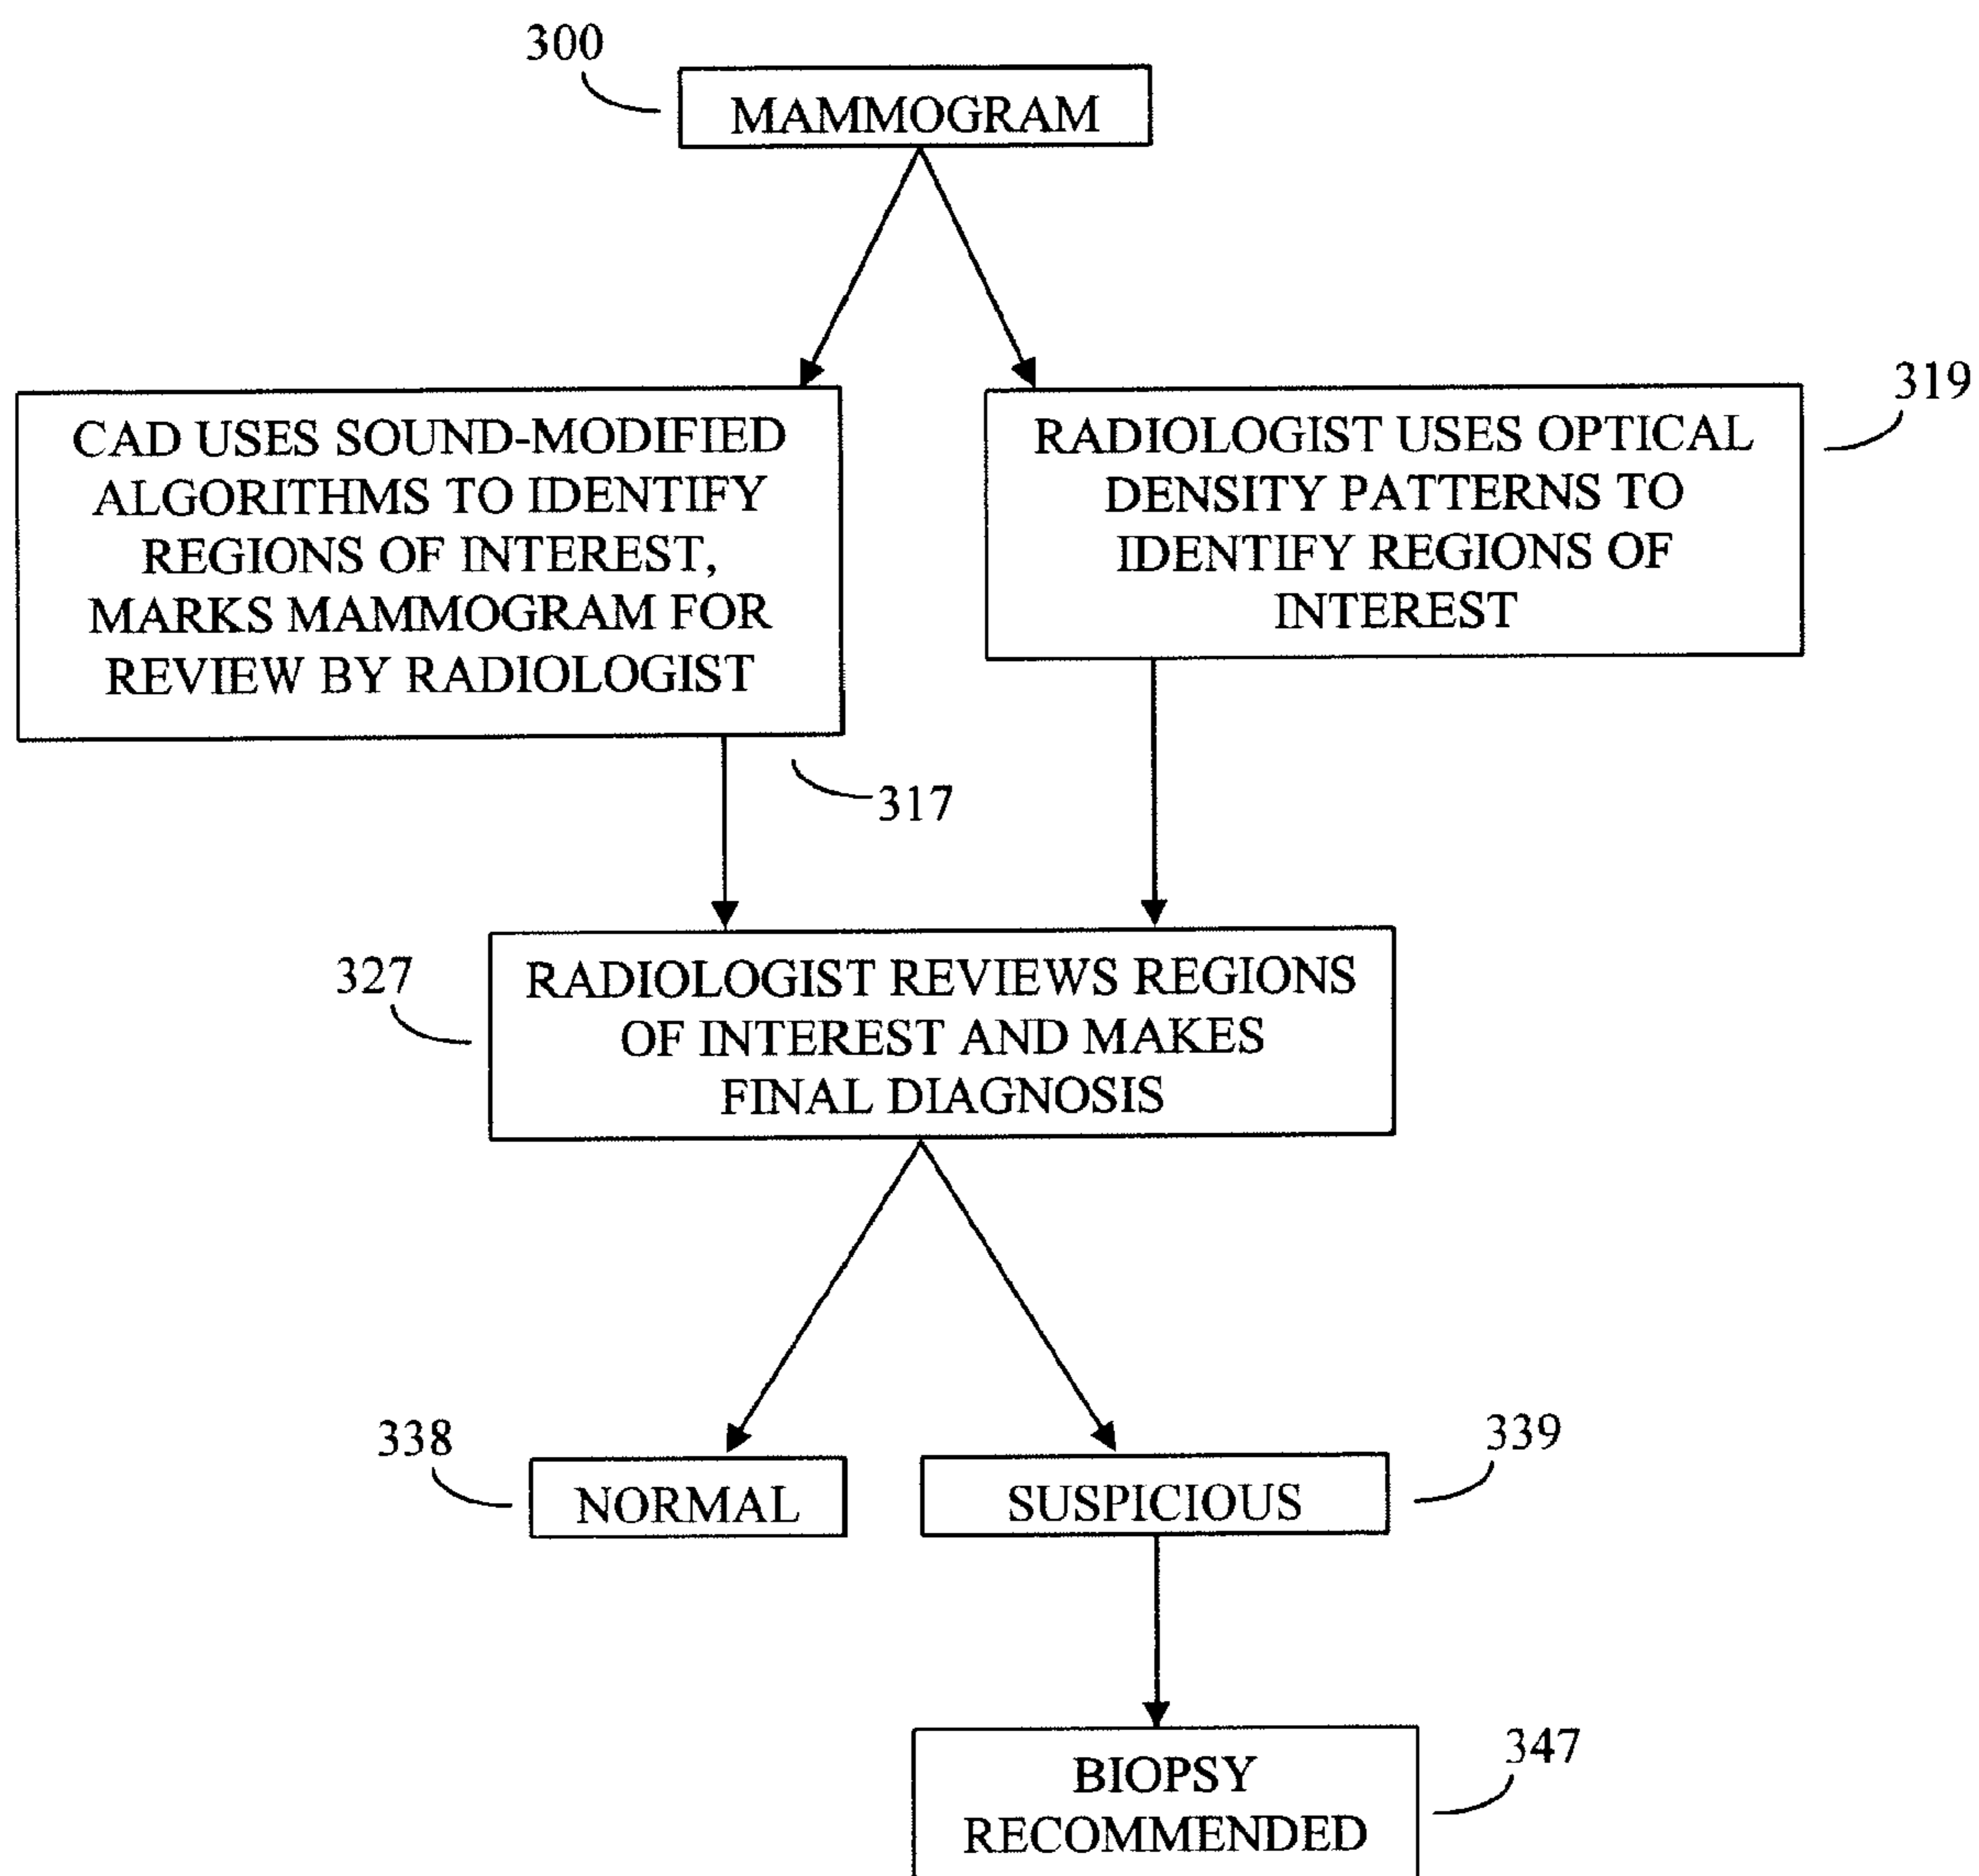 300
MAMMOGRAM
CAD USES SOUND-MODIFIED
ALGORITHMS TO IDENTIFY
REGIONS OF INTEREST,
MARKS MAMMOGRAM FOR
REVIEW BY RADIOLOGIST
317
RADIOLOGIST USES OPTICAL
DENSITY PATTERNS TO
IDENTIFY REGIONS OF
INTEREST
319
327
RADIOLOGIST REVIEWS REGIONS
OF INTEREST AND MAKES
FINAL DIAGNOSIS
338
NORMAL
SUSPICIOUS
339
BIOPSY
RECOMMENDED
347